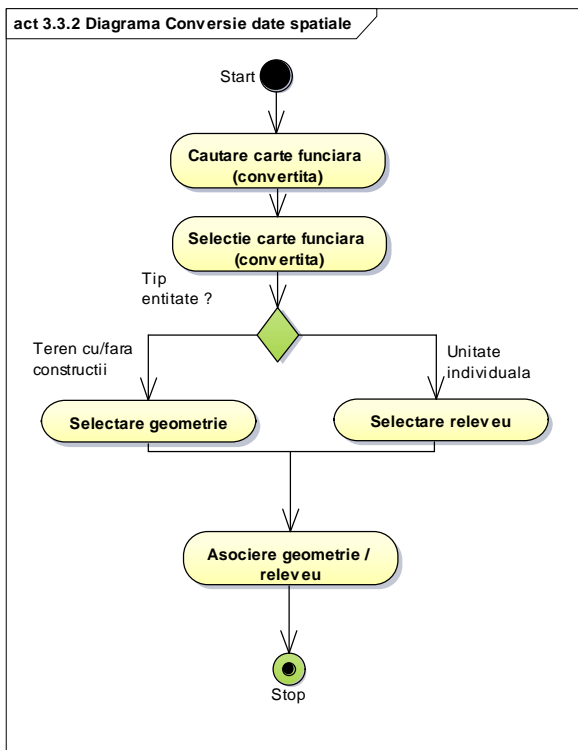 act 3.3.2 Diagrama Conversie date spatiale
Start
Cautare carte funciara
(convertita)
Selectie carte funciara
(convertita)
Tip
entitate ?
Teren cu/fara
constructii
Unitate
individuala
Selectare geometrie
Selectare releveu
Asociere geometrie /
releveu
Stop